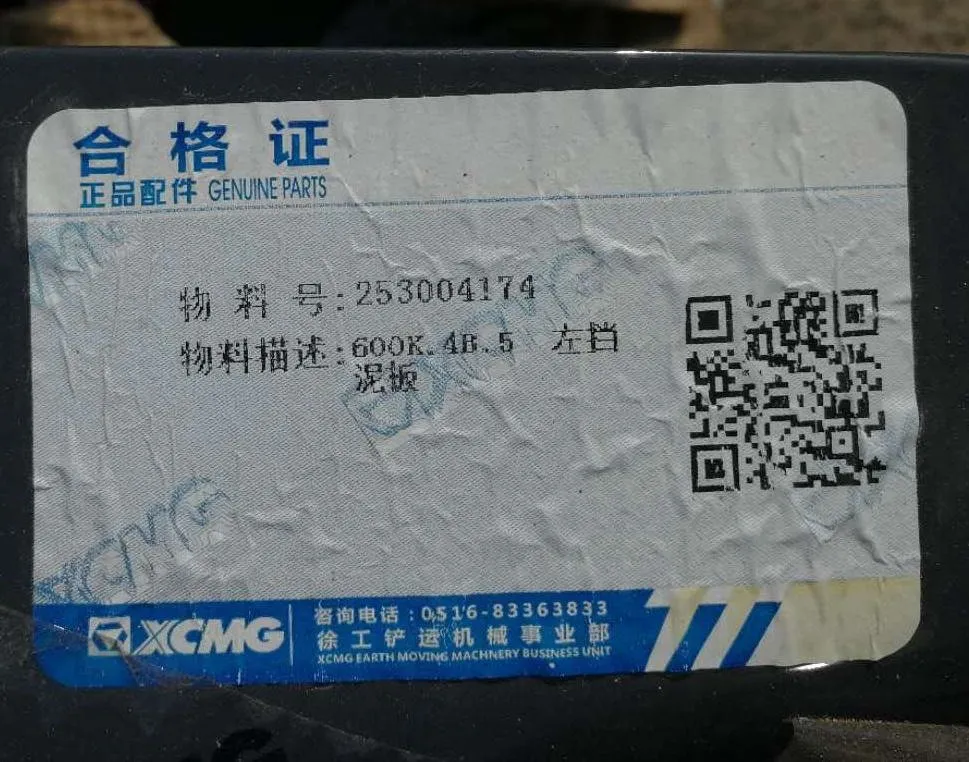 合格证
正品配件 GENUINE PARTS
物料号:253004174
物料描述:600K.4B.5 左挡
泥板
XCMG
XCMG
XCMG
咨询电话:0516-83363833
徐工铲运机械事业部
XCMG EARTH MOVING MACHNERY BUSINESS UNIT